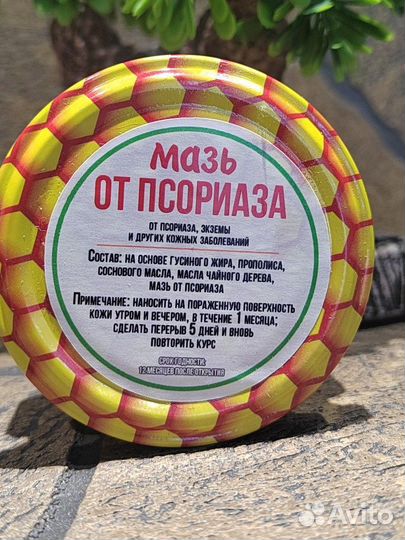 Мазь
ОТ ПСОРИАЗА
ОТ ПСОРИАЗА, ЭКЗЕМЫ
И ДРУГИХ КОЖНЫХ ЗАБОЛЕВАНИЙ
Состав: на основе гусиного жира, прополиса,
соснового масла, масла чайного дерева,
мазь от псориаза
Примечание: наносить на пораженную поверхность
кожи утром и вечером, в течение 1 месяца;
сделать перерыв 5 дней и вновь
повторить курс
СРОК ГОДНОСТИ:
12 МЕСЯЦЕВ ПОСЛЕ ОТКРЫТИЯ
Avito